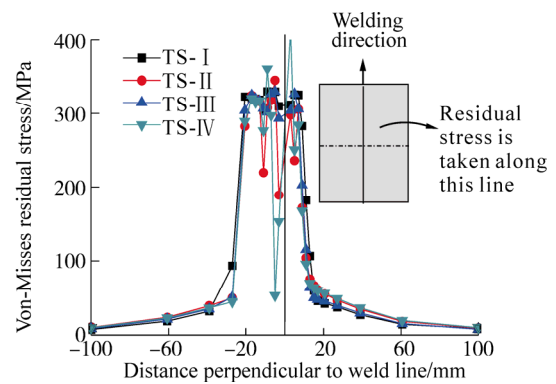 Welding
direction
400
300
200
100
0
Von-Misses residual stress/MPa
TS-I
TS-II
TS-III
TS-IV
Residual
stress is
taken along
this line
-100 -60 -20 20 60 100
Distance perpendicular to weld line/mm